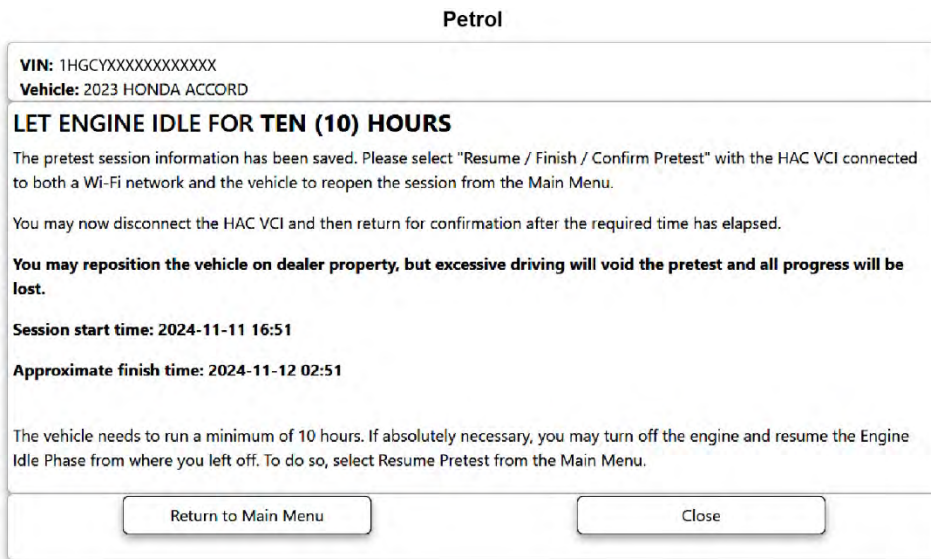 Petrol
VIN: 1HGCYXXXXXXXXXXXX
Vehicle: 2023 HONDA ACCORD
LET ENGINE IDLE FOR TEN (10) HOURS
The pretest session information has been saved. Please select "Resume / Finish / Confirm Pretest" with the HAC VCI connected
to both a Wi-Fi network and the vehicle to reopen the session from the Main Menu.
You may now disconnect the HAC VCI and then return for confirmation after the required time has elapsed.
You may reposition the vehicle on dealer property, but excessive driving will void the pretest and all progress will be
lost.
Session start time: 2024-11-11 16:51
Approximate finish time: 2024-11-12 02:51
The vehicle needs to run a minimum of 10 hours. If absolutely necessary, you may turn off the engine and resume the Engine
Idle Phase from where you left off. To do so, select Resume Pretest from the Main Menu.
Return to Main Menu
Close